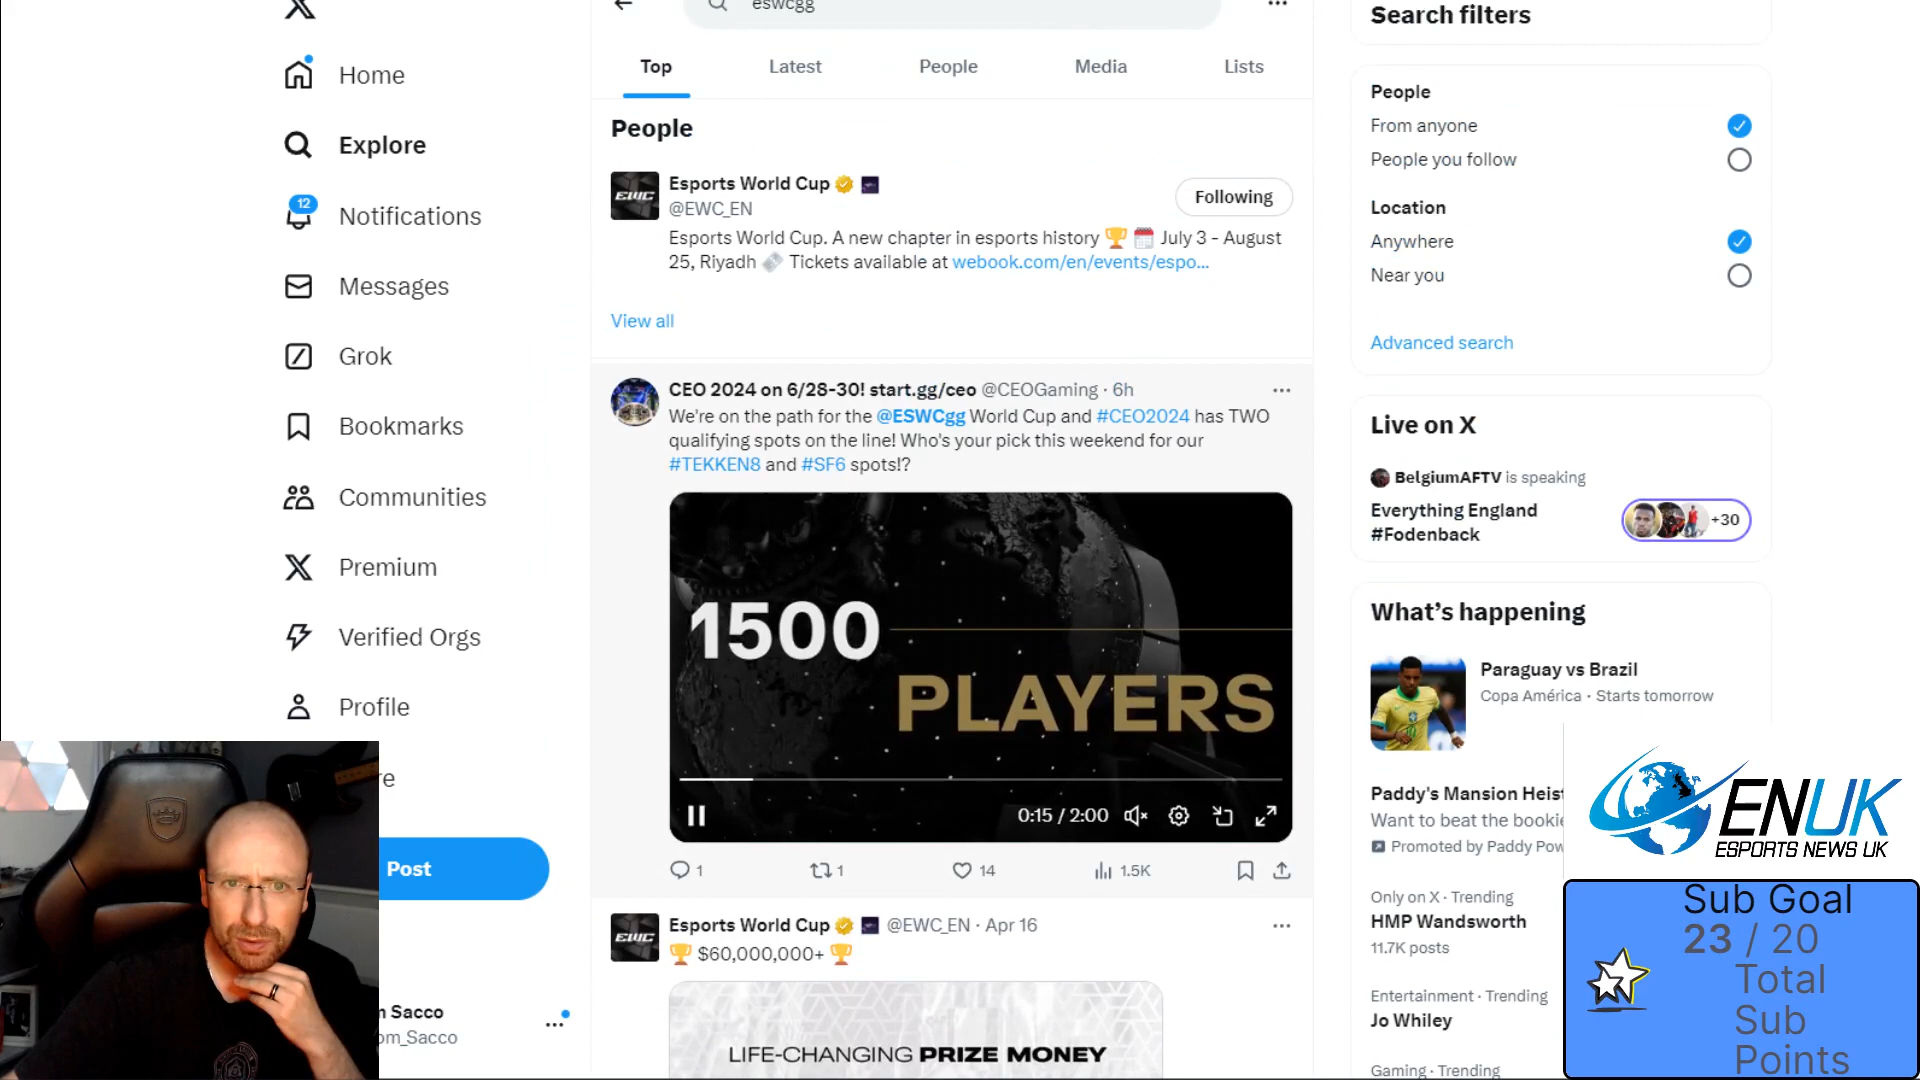 Home
Explore
12
Notifications
Messages
Grok
Bookmarks
Communities
Premium
Verified Orgs
Profile
re
Post
n Sacco
om_Sacco
eswcgg
Top
Latest
People
Media
Lists
People
Esports World Cup
@EWC_EN
Following
Esports World Cup. A new chapter in esports history 🏆 🗓️ July 3 - August
25, Riyadh 🎟️ Tickets available at webook.com/en/events/espo...
View all
CEO 2024 on 6/28-30! start.gg/ceo @CEOGaming · 6h
We're on the path for the @ESWCgg World Cup and #CEO2024 has TWO
qualifying spots on the line! Who's your pick this weekend for our
#TEKKEN8 and #SF6 spots!?
1500
PLAYERS
0:15 / 2:00
1
1
14
1.5K
EWC
EWC
Esports World Cup @EWC_EN · Apr 16
🏆 $60,000,000+ 🏆
LIFE-CHANGING PRIZE MONEY
Search filters
People
From anyone
People you follow
Location
Anywhere
Near you
Advanced search
Live on X
BelgiumAFTV is speaking
Everything England
#Fodenback
+30
What's happening
Paraguay vs Brazil
Copa América · Starts tomorrow
Paddy's Mansion Heist
Want to beat the bookie
Promoted by Paddy Pow
Only on X · Trending
HMP Wandsworth
11.7K posts
Entertainment · Trending
Jo Whiley
Gaming · Trending
ENUK
ESPORTS NEWS UK
Sub Goal
23 / 20
Total
Sub
Points